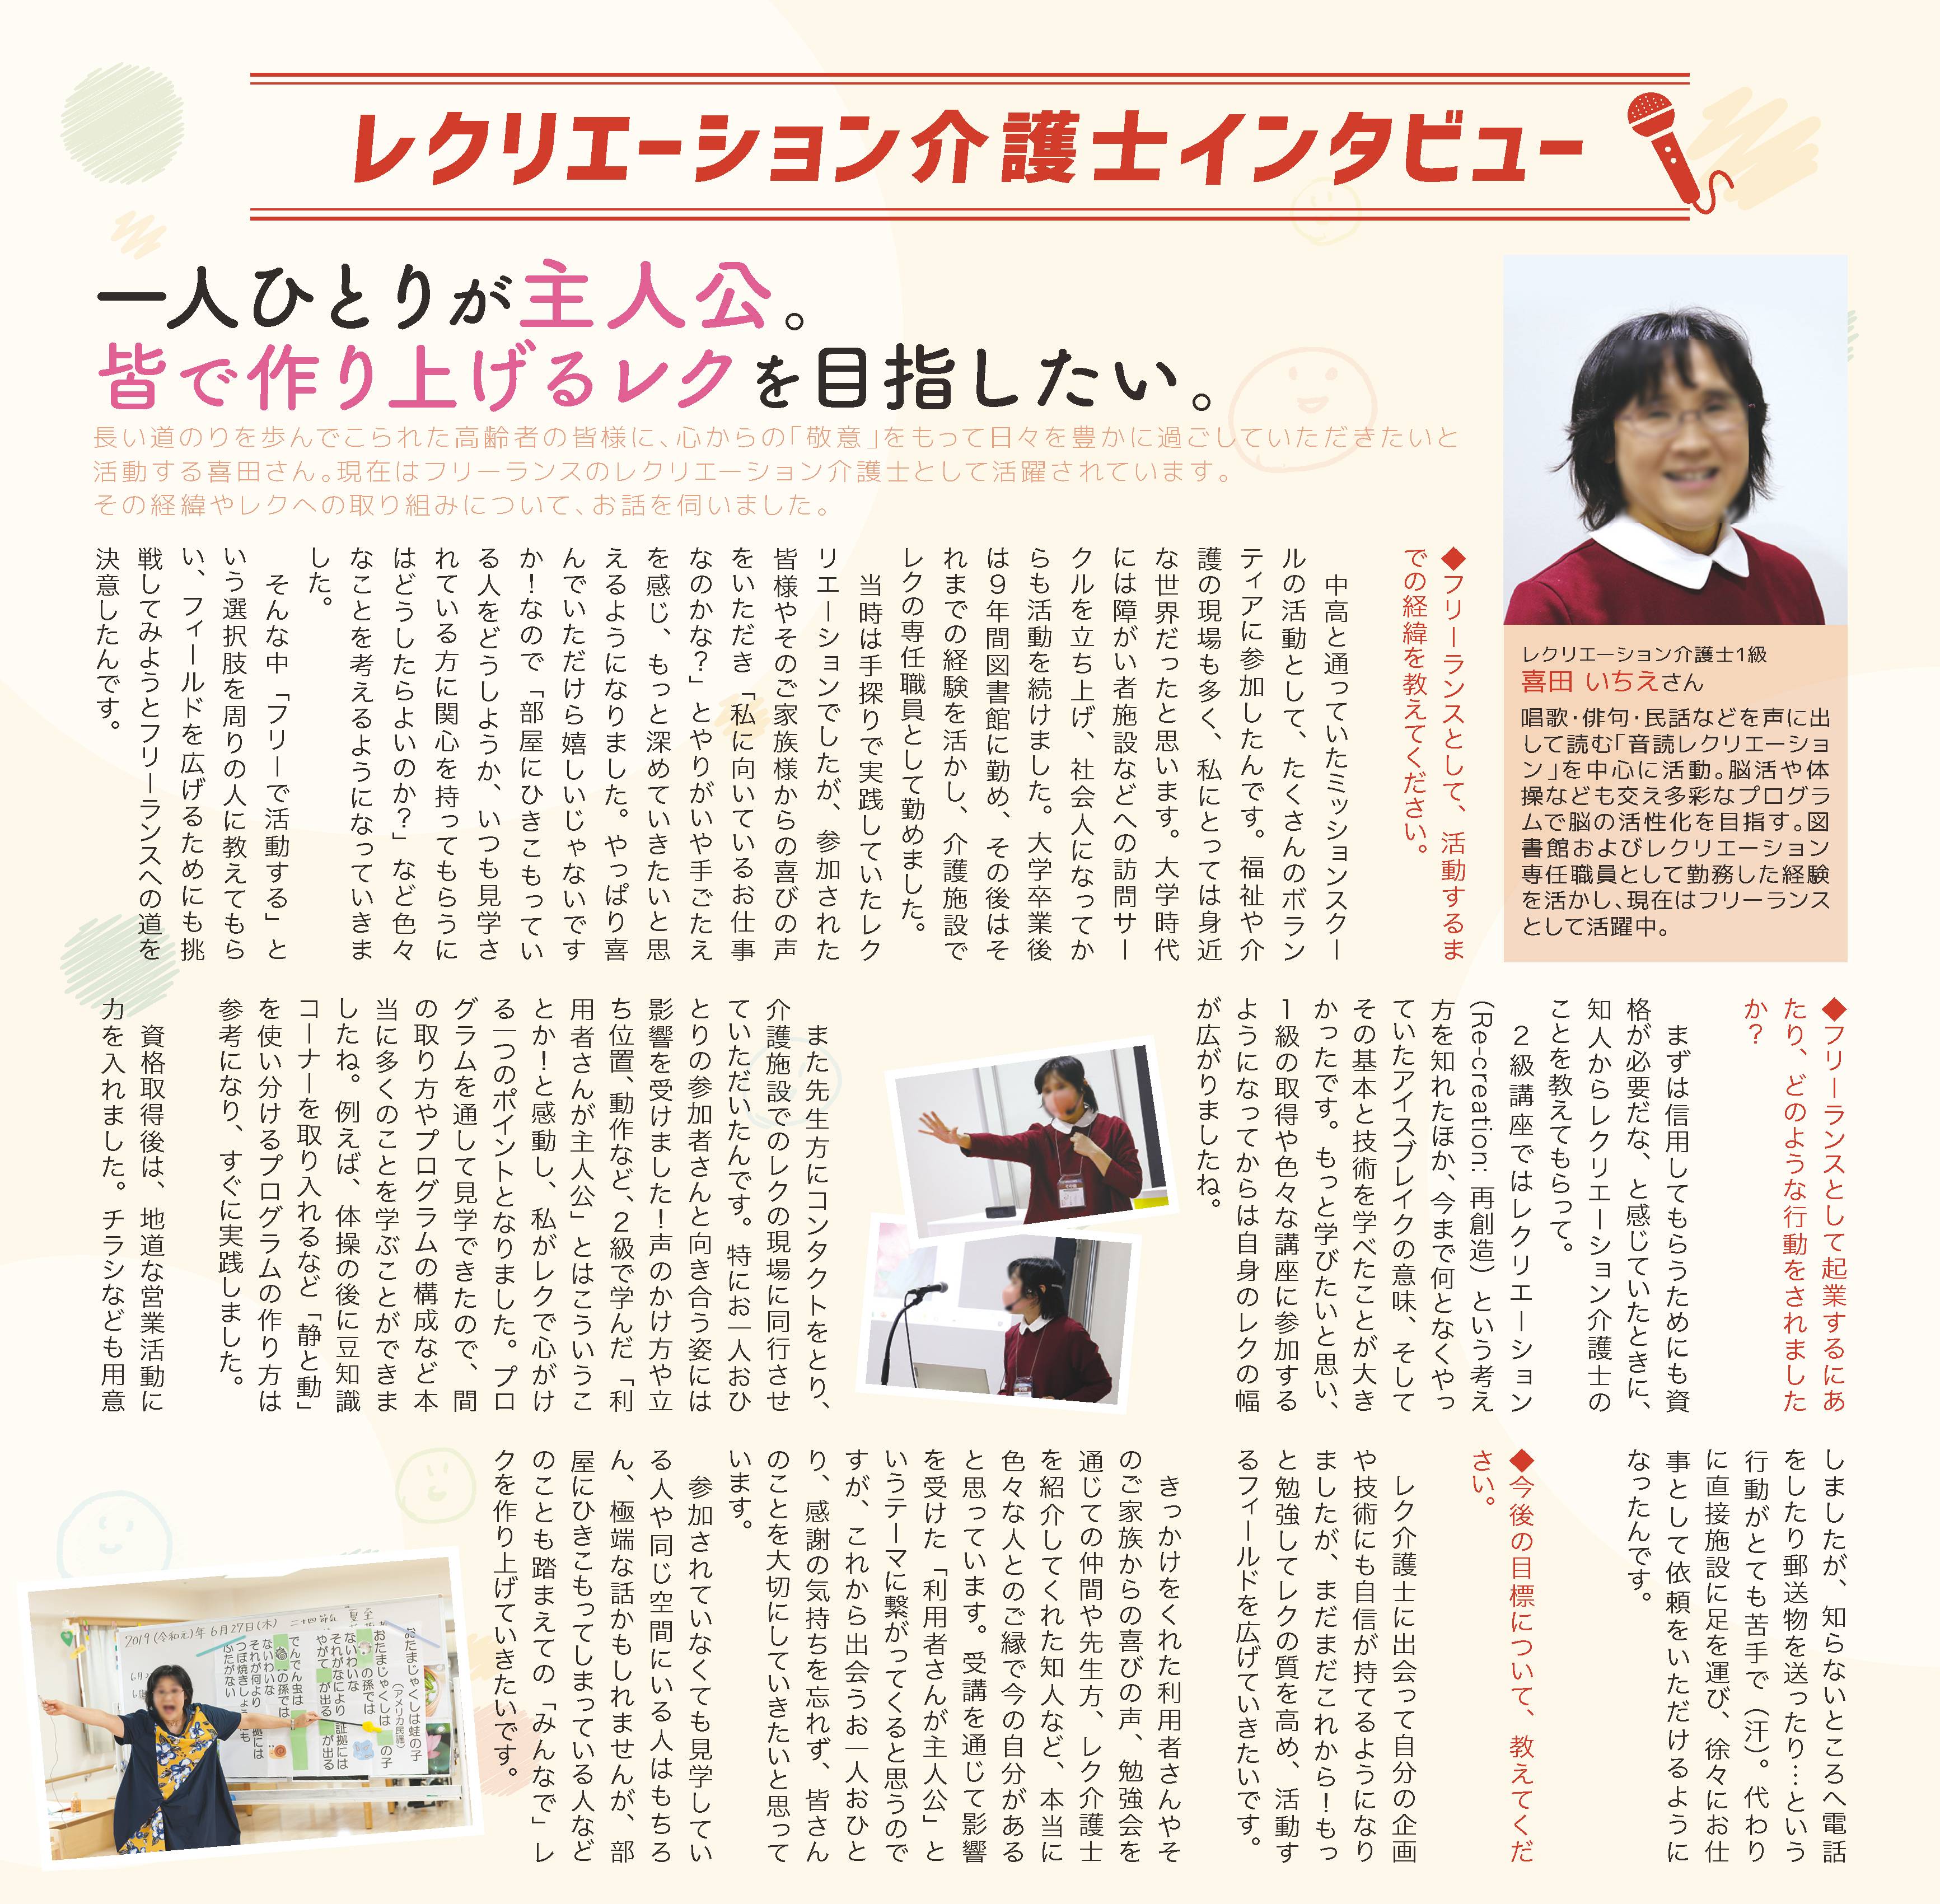 レクリエーション介護士インタビュー
一人ひとりが主人公。
皆で作り上げるレクを目指したい。
長い道のりを歩んでこられた高齢者の皆様に、心からの「敬意」をもって日々を豊かに過ごしていただきたいと
活動する喜田さん。現在はフリーランスのレクリエーション介護士として活躍されています。
その経緯やレクへの取り組みについて、お話を伺いました。
レクリエーション介護士1級
喜田 いちえさん
唱歌・俳句・民話などを声に出
して読む「音読レクリエーショ
ン」を中心に活動。脳活や体
操なども交え多彩なプログラ
ムで脳の活性化を目指す。図
書館およびレクリエーション
専任職員として勤務した経験
を活かし、現在はフリーランス
として活躍中。
◆フリーランスとして、活動するま
での経緯を教えてください。
中高と通っていたミッションスクー
ルの活動として、たくさんのボラン
ティアに参加したんです。福祉や介
護の現場も多く、私にとっては身近
な世界だったと思います。大学時代
には障がい者施設などへの訪問サー
クルを立ち上げ、社会人になってか
らも活動を続けました。大学卒業後
は9年間図書館に勤め、その後はそ
れまでの経験を活かし、介護施設で
レクの専任職員として勤めました。
当時は手探りで実践していたレク
リエーションでしたが、参加された
皆様やそのご家族様からの喜びの声
をいただき「私に向いているお仕事
なのかな?」とやりがいや手ごたえ
を感じ、もっと深めていきたいと思
えるようになりました。やっぱり喜
んでいただけら嬉しいじゃないです
か!なので「部屋にひきこもってい
る人をどうしようか、いつも見学さ
れている方に関心を持ってもらうに
はどうしたらよいのか?」など色々
なことを考えるようになっていきま
した。
そんな中「フリーで活動する」と
いう選択肢を周りの人に教えてもら
い、フィールドを広げるためにも挑
戦してみようとフリーランスへの道を
決意したんです。
◆フリーランスとして起業するにあ
たり、どのような行動をされました
か?
まずは信用してもらうためにも資
格が必要だな、と感じていたときに、
知人からレクリエーション介護士の
ことを教えてもらって。
2級講座ではレクリエーション
(Re-creation: 再創造)という考え
方を知れたほか、今まで何となくやっ
ていたアイスブレイクの意味、そして
その基本と技術を学べたことが大き
かったです。もっと学びたいと思い、
1級の取得や色々な講座に参加する
ようになってからは自身のレクの幅
が広がりましたね。
また先生方にコンタクトをとり、
介護施設でのレクの現場に同行させ
ていただいたんです。特にお一人おひ
とりの参加者さんと向き合う姿には
影響を受けました!声のかけ方や立
ち位置、動作など、2級で学んだ「利
用者さんが主人公」とはこういうこ
とか!と感動し、私がレクで心がけ
る一つのポイントとなりました。プロ
グラムを通して見学できたので、間
の取り方やプログラムの構成など本
当に多くのことを学ぶことができま
したね。例えば、体操の後に豆知識
コーナーを取り入れるなど「静と動」
を使い分けるプログラムの作り方は
参考になり、すぐに実践しました。
資格取得後は、地道な営業活動に
力を入れました。チラシなども用意
しましたが、知らないところへ電話
をしたり郵送物を送ったり…という
行動がとても苦手で(汗)。代わり
に直接施設に足を運び、徐々にお仕
事として依頼をいただけるように
なったんです。
◆今後の目標について、教えてくだ
さい。
レク介護士に出会って自分の企画
や技術にも自信が持てるようになり
ましたが、まだまだこれから!もっ
と勉強してレクの質を高め、活動す
るフィールドを広げていきたいです。
きっかけをくれた利用者さんやそ
のご家族からの喜びの声、勉強会を
通じての仲間や先生方、レク介護士
を紹介してくれた知人など、本当に
色々な人とのご縁で今の自分がある
と思っています。受講を通じて影響
を受けた「利用者さんが主人公」と
いうテーマに繋がってくると思うので
すが、これから出会うお一人おひと
り、感謝の気持ちを忘れず、皆さん
のことを大切にしていきたいと思って
います。
参加されていなくても見学してい
る人や同じ空間にいる人はもちろ
ん、極端な話かもしれませんが、部
屋にひきこもってしまっている人など
のことも踏まえての「みんなで」レ
クを作り上げていきたいです。
2019(令和元)年6月27日(木)
おたまじゃくしは蛙の子
(アメリカ民謡)
おたまじゃくしは の子
の孫では
ないわいな
それがなにより 証拠には
やがて が出る が出る
でんでん虫は
の孫では
ないわいな
それが何より 拠には
つぼ焼きしょ にも
ふたがない